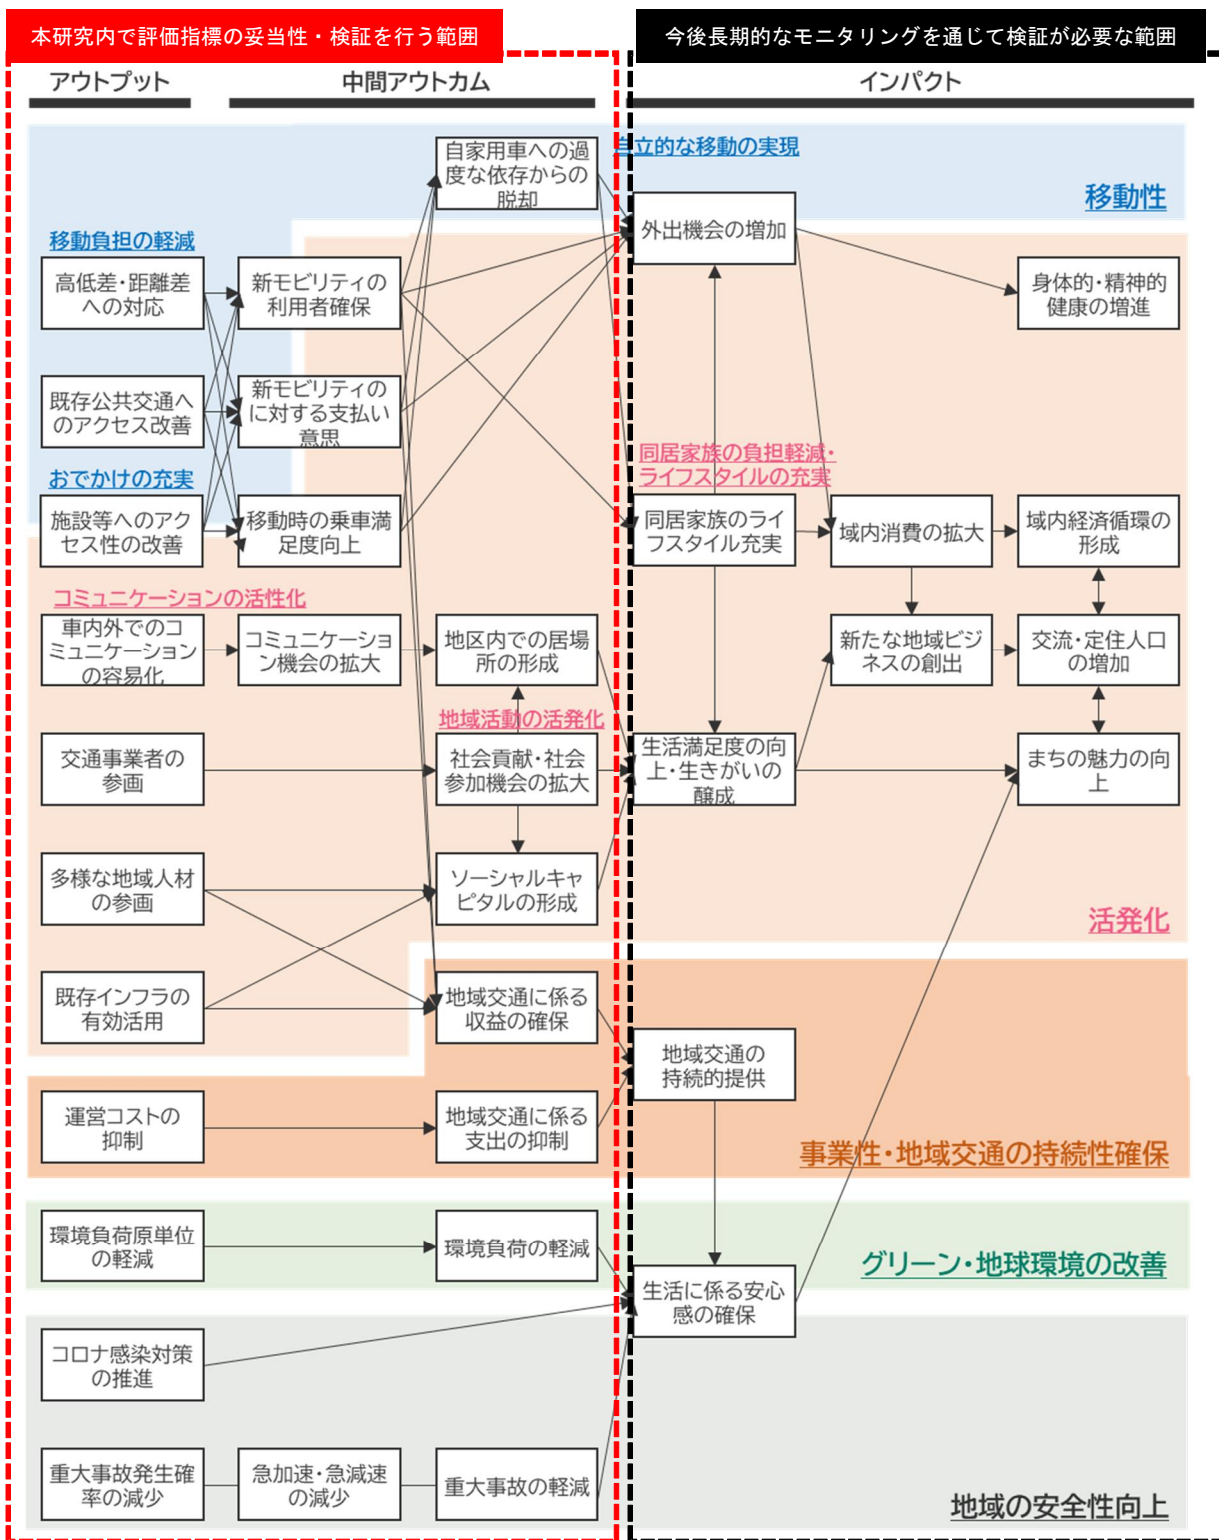 本研究内で評価指標の妥当性・検証を行う範囲
今後長期的なモニタリングを通じて検証が必要な範囲
アウトプット
中間アウトカム
インパクト
自家用車への過
度な依存からの
脱却
自立的な移動の実現
移動性
外出機会の増加
移動負担の軽減
高低差・距離差
への対応
新モビリティの
利用者確保
身体的・精神的
健康の増進
既存公共交通へ
のアクセス改善
新モビリティの
に対する支払い
意思
同居家族の負担軽減・
ライフスタイルの充実
おでかけの充実
施設等へのアク
セス性の改善
移動時の乗車満
足度向上
同居家族のライ
フスタイル充実
域内消費の拡大
域内経済循環の
形成
コミュニケーションの活性化
車内外でのコ
ミュニケーション
の容易化
コミュニケーショ
ン機会の拡大
地区内での居場
所の形成
新たな地域ビジ
ネスの創出
交流・定住人口
の増加
地域活動の活発化
交通事業者の
参画
社会貢献・社会
参加機会の拡大
生活満足度の向
上・生きがいの
醸成
まちの魅力の向
上
多様な地域人材
の参画
ソーシャルキャ
ピタルの形成
活発化
既存インフラの
有効活用
地域交通に係る
収益の確保
地域交通の
持続的提供
運営コストの
抑制
地域交通に係る
支出の抑制
事業性・地域交通の持続性確保
環境負荷原単位
の軽減
環境負荷の軽減
グリーン・地球環境の改善
生活に係る安心
感の確保
コロナ感染対策
の推進
重大事故発生確
率の減少
急加速・急減速
の減少
重大事故の軽減
地域の安全性向上